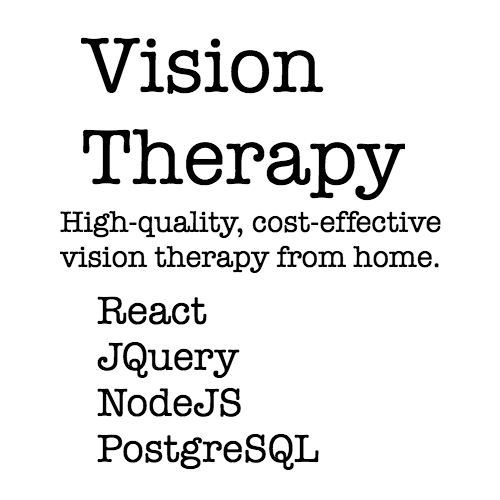 Vision
Therapy
High-quality, cost-effective
vision therapy from home.
React
JQuery
NodeJS
PostgreSQL